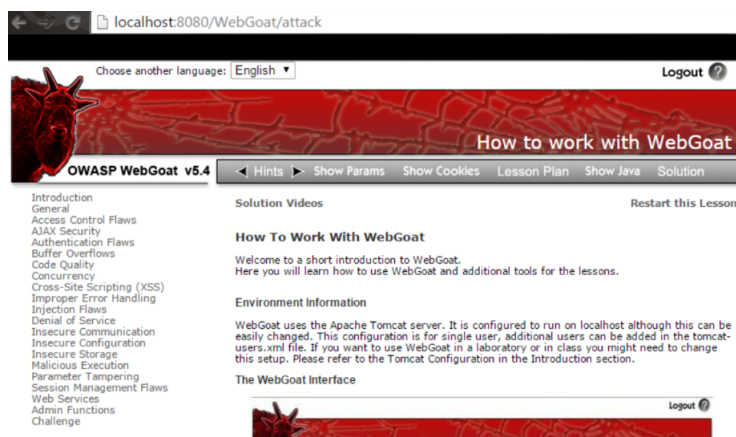 localhost:8080/WebGoat/attack
Choose another language: English ▼
Logout ?
How to work with WebGoat
OWASP WebGoat v5.4
◄ Hints ► Show Params Show Cookies Lesson Plan Show Java Solution
Introduction
General
Access Control Flaws
AJAX Security
Authentication Flaws
Buffer Overflows
Code Quality
Concurrency
Cross-Site Scripting (XSS)
Improper Error Handling
Injection Flaws
Denial of Service
Insecure Communication
Insecure Configuration
Insecure Storage
Malicious Execution
Parameter Tampering
Session Management Flaws
Web Services
Admin Functions
Challenge
Solution Videos
Restart this Lesson
How To Work With WebGoat
Welcome to a short introduction to WebGoat.
Here you will learn how to use WebGoat and additional tools for the lessons.
Environment Information
WebGoat uses the Apache Tomcat server. It is configured to run on localhost although this can be
easily changed. This configuration is for single user, additional users can be added in the tomcat-
users.xml file. If you want to use WebGoat in a laboratory or in class you might need to change
this setup. Please refer to the Tomcat Configuration in the Introduction section.
The WebGoat Interface
Logout ?